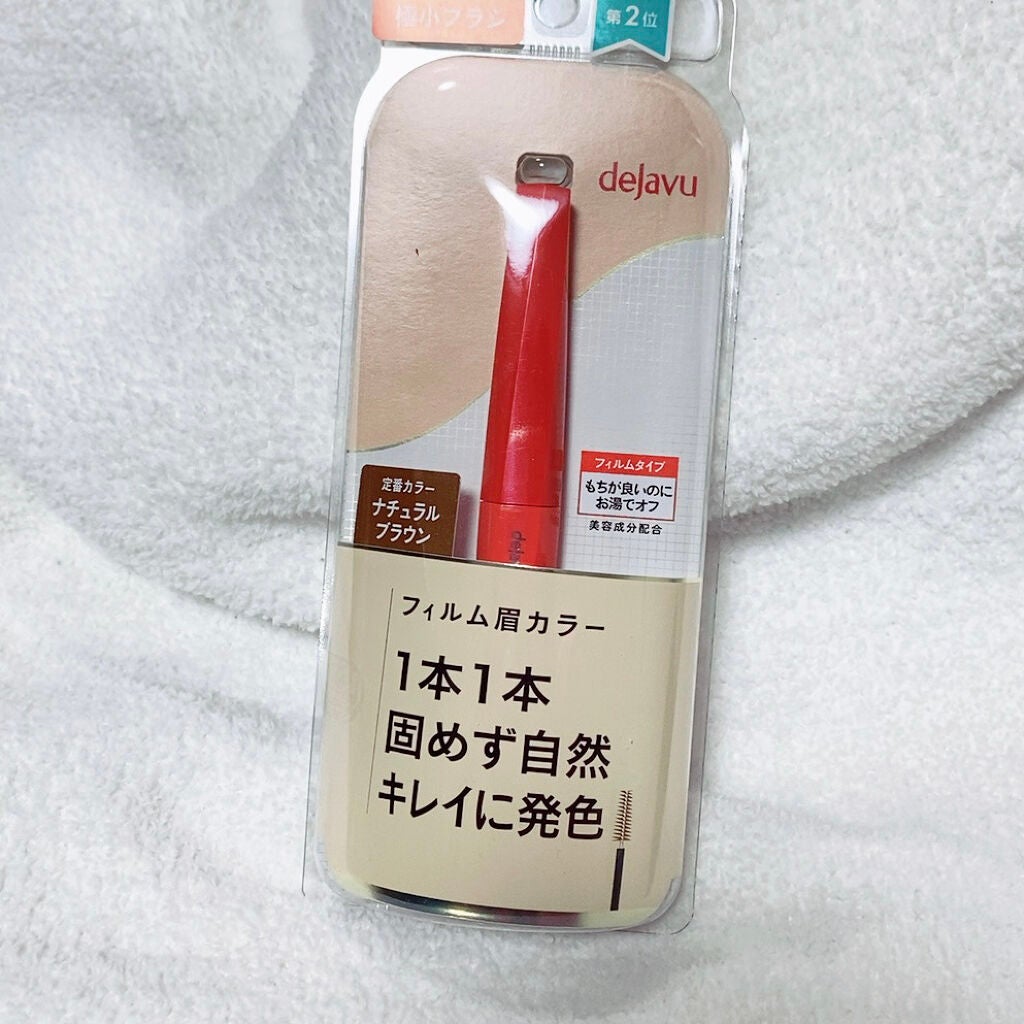 極小ブラシ
第2位
dejavu
フィルムタイプ
もちが良いのに
お湯でオフ
美容成分配合
定番カラー
ナチュラル
ブラウン
deja
フィルム眉カラー
1本1本
固めず自然
キレイに発色